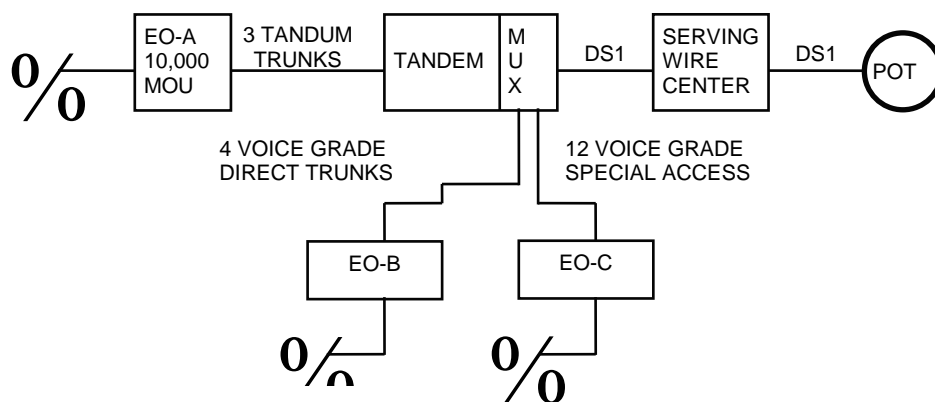 EO-A
10,000
MOU
3 TANDUM
TRUNKS
TANDEM
M
U
X
DS1
SERVING
WIRE
CENTER
DS1
POT
4 VOICE GRADE
DIRECT TRUNKS
12 VOICE GRADE
SPECIAL ACCESS
EO-B
EO-C